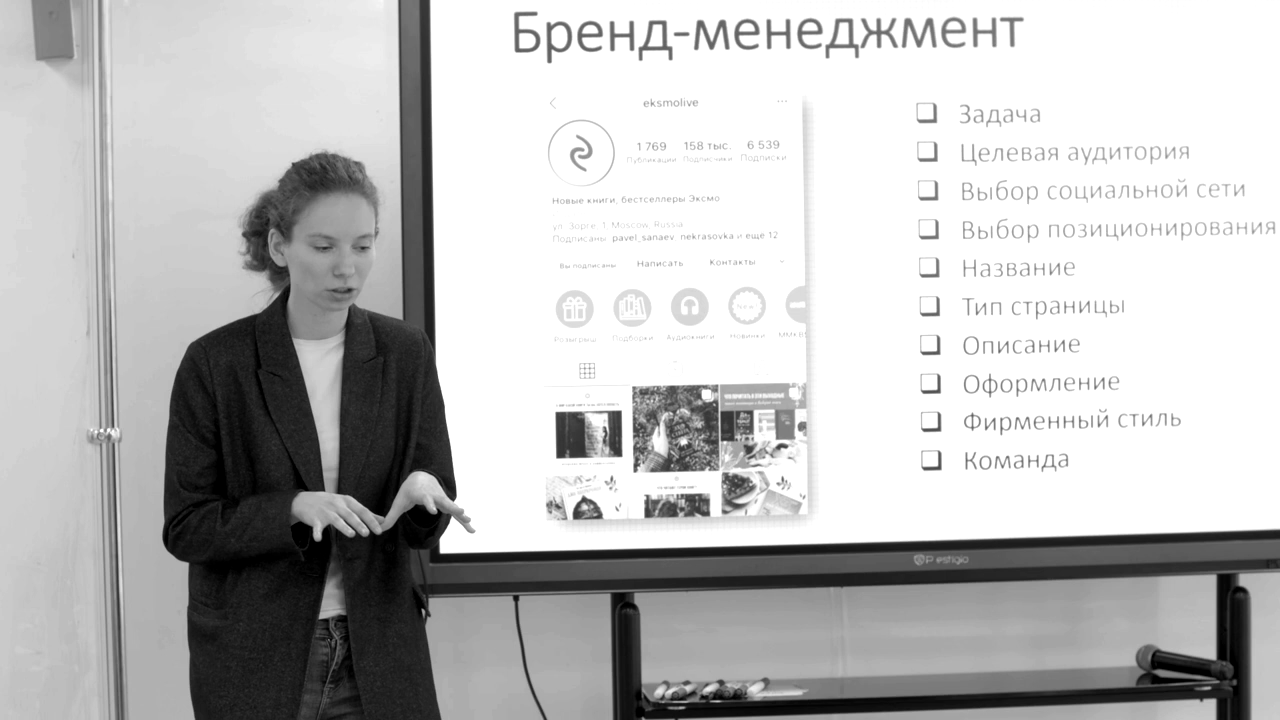 Бренд-менеджмент
eksmolive
1 769 158 тыс. 6 539
Публикации Подписчики Подписки
Новые книги, бестселлеры Эксмо
ул. Зорге, 1, Moscow, Russia
Подписаны pavel_sanaev nekrasovka и еще 12
Вы подписаны Написать Контакты
Розыгрыш Подборки Аудиокниги Новинки
New
Задача
Целевая аудитория
Выбор социальной сети
Выбор позиционирования
Название
Тип страницы
Описание
Оформление
Фирменный стиль
Команда
Prestigio